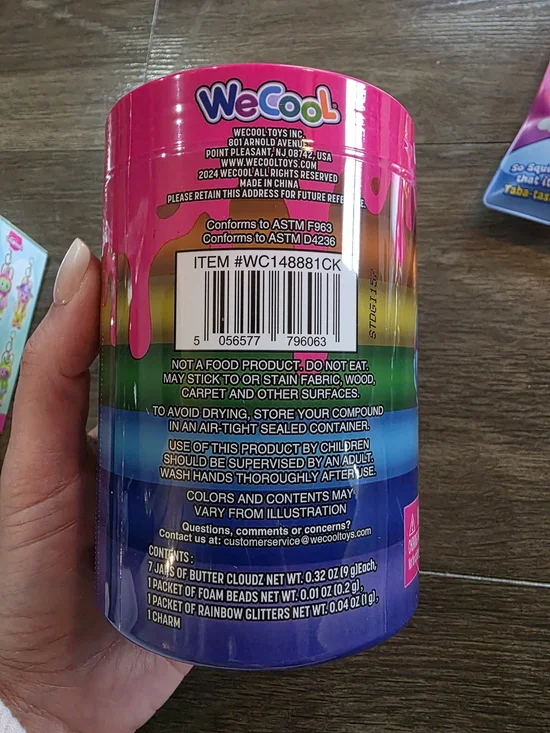 WeCool
WECOOL TOYS INC.
801 ARNOLD AVENUE
POINT PLEASANT, NJ 08742, USA
WWW.WECOOLTOYS.COM
2024 WECOOL ALL RIGHTS RESERVED
MADE IN CHINA
PLEASE RETAIN THIS ADDRESS FOR FUTURE REFE E.
Conforms to ASTM F963
Conforms to ASTM D4236
ITEM #WC148881CK
5 056577 796063
NOT A FOOD PRODUCT. DO NOT EAT.
MAY STICK TO OR STAIN FABRIC, WOOD,
CARPET AND OTHER SURFACES.
TO AVOID DRYING, STORE YOUR COMPOUND
IN AN AIR-TIGHT SEALED CONTAINER.
USE OF THIS PRODUCT BY CHILDREN
SHOULD BE SUPERVISED BY AN ADULT.
WASH HANDS THOROUGHLY AFTER USE.
COLORS AND CONTENTS MAY
VARY FROM ILLUSTRATION
Questions, comments or concerns?
Contact us at: customerservice@wecooltoys.com
CONTENTS:
7 JARS OF BUTTER CLOUDZ NET WT. 0.32 OZ (9 g)Each,
1 PACKET OF FOAM BEADS NET WT. 0.01 OZ (0.2 g),
1 PACKET OF RAINBOW GLITTERS NET WT. 0.04 OZ (1 g),
1 CHARM
So Squi
that (